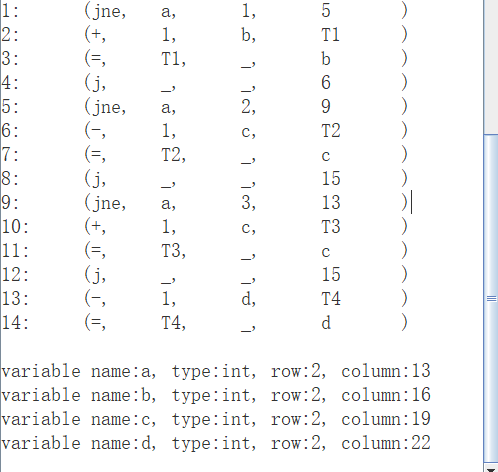 1: (jne, a, 1, 5 )
2: (+, 1, b, T1 )
3: (=, T1, _, b )
4: (j, _, _, 6 )
5: (jne, a, 2, 9 )
6: (-, 1, c, T2 )
7: (=, T2, _, c )
8: (j, _, _, 15 )
9: (jne, a, 3, 13 )
10: (+, 1, c, T3 )
11: (=, T3, _, c )
12: (j, _, _, 15 )
13: (-, 1, d, T4 )
14: (=, T4, _, d )
variable name:a, type:int, row:2, column:13
variable name:b, type:int, row:2, column:16
variable name:c, type:int, row:2, column:19
variable name:d, type:int, row:2, column:22